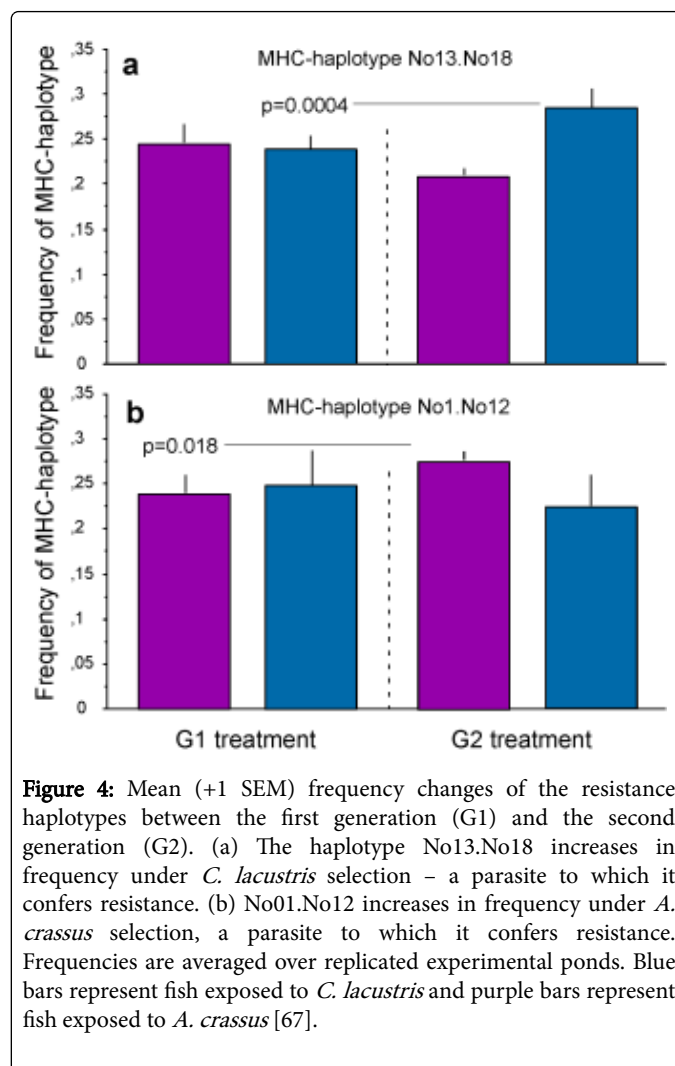 ,35
a
MHC-haplotype No13.No18
,3
p=0.0004
,25
,2
,15
,1
,05
0
Frequency of MHC-haplotype
,35
b
MHC-haplotype No1.No12
,3
p=0.018
,25
,2
,15
,1
,05
0
Frequency of MHC-haplotype
G1 treatment G2 treatment
Figure 4: Mean (+1 SEM) frequency changes of the resistance
haplotypes between the first generation (G1) and the second
generation (G2). (a) The haplotype No13.No18 increases in
frequency under C. lacustris selection – a parasite to which it
confers resistance. (b) No01.No12 increases in frequency under A.
crassus selection, a parasite to which it confers resistance.
Frequencies are averaged over replicated experimental ponds. Blue
bars represent fish exposed to C. lacustris and purple bars represent
fish exposed to A. crassus [67].